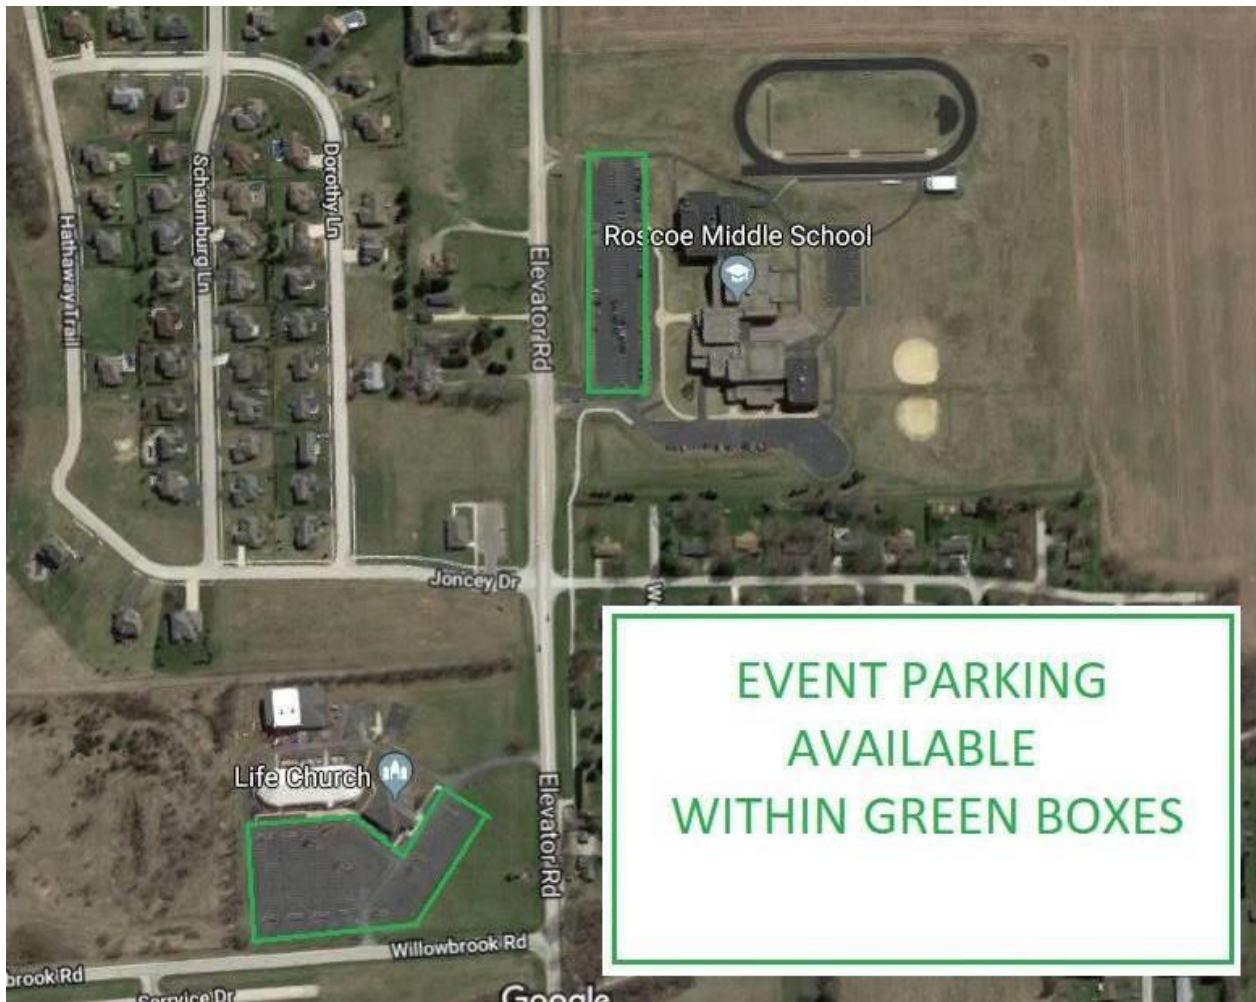 Schaumburg Ln
Dorothy Ln
Hathaway Trail
Elevator Rd
Roscoe Middle School
Joncey Dr
EVENT PARKING
AVAILABLE
WITHIN GREEN BOXES
Life Church
Elevator Rd
Willowbrook Rd
brook Rd
Serrvice Dr
Google